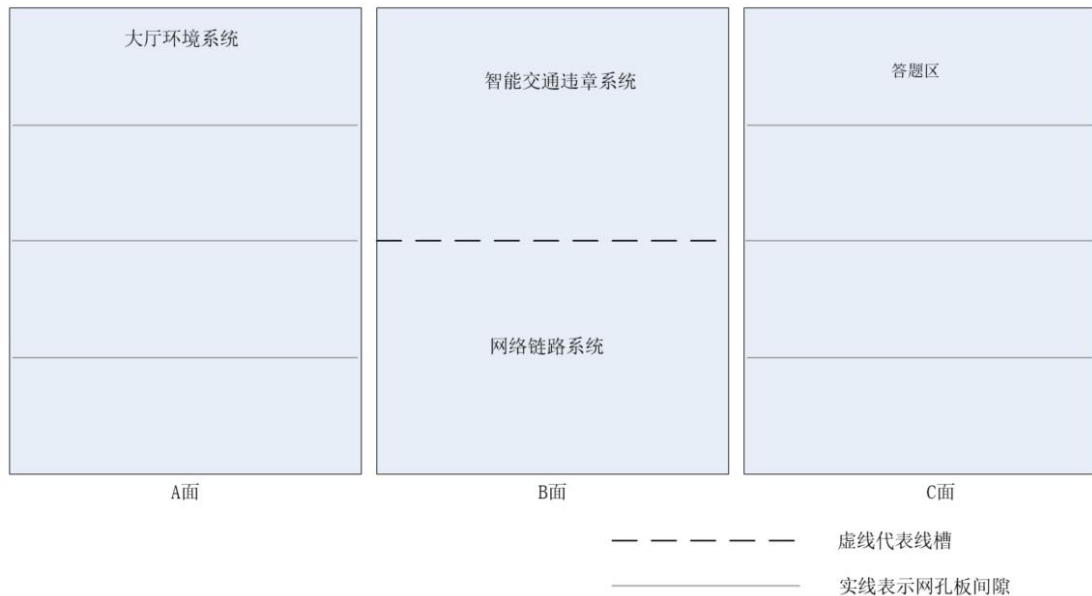 大厅环境系统
智能交通违章系统
答题区
网络链路系统
A面
B面
C面
虚线代表线槽
实线表示网孔板间隙